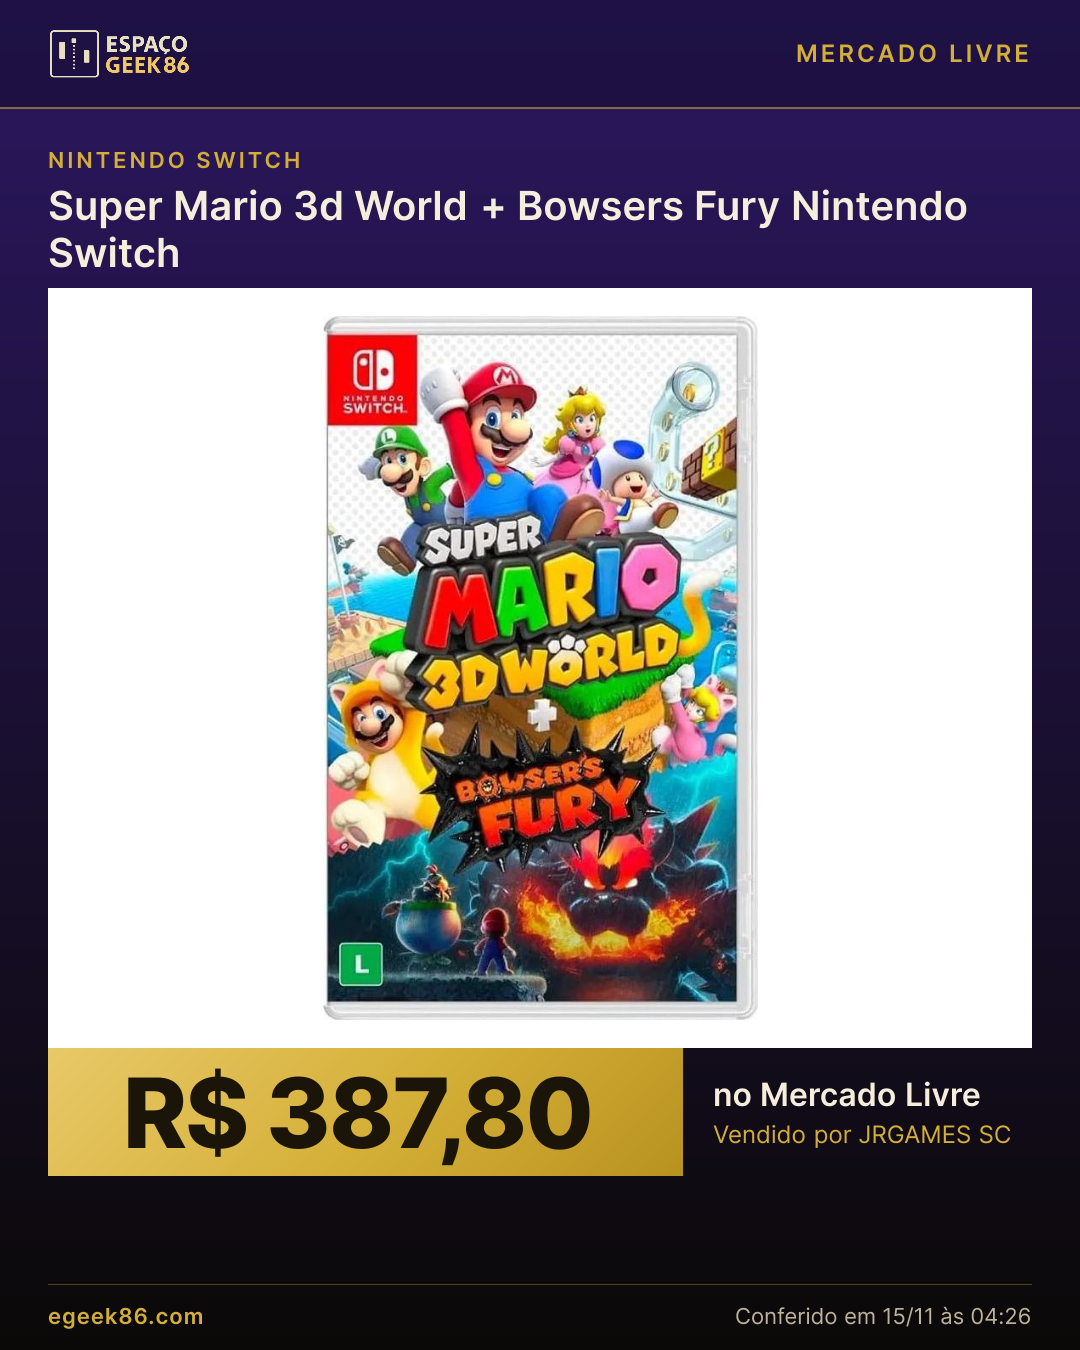 ESPAÇO
GEEK86
MERCADO LIVRE
NINTENDO SWITCH
Super Mario 3d World + Bowsers Fury Nintendo
Switch
NINTENDO
SWITCH.
M
L
?
SUPER
MARIO
3D WORLD
+
BOWSER'S
FURY
L
R$ 387,80
no Mercado Livre
Vendido por JRGAMES SC
egeek86.com
Conferido em 15/11 às 04:26